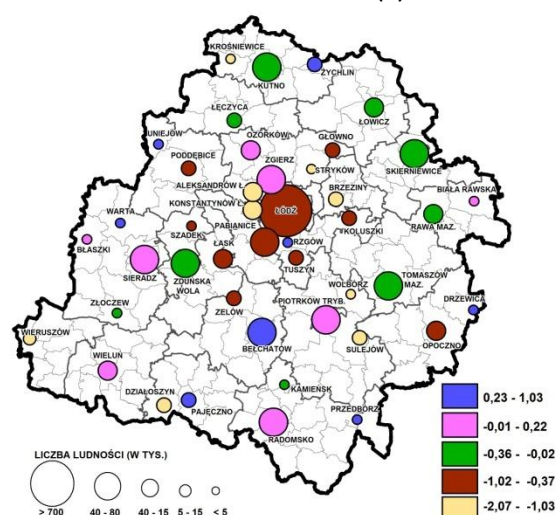 KROŚNIEWICE
ŻYCHLIN
KUTNO
ŁĘCZYCA
ŁOWICZ
UNIEJÓW
OZORKÓW
GŁOWNO
ZGIERZ
SKIERNIEWICE
PODDĘBICE
STRYKÓW
ALEKSANDRÓW Ł.
BRZEZINY
BIAŁA RAWSKA
KONSTANTYNÓW Ł.
ŁÓDŹ
WARTA
PABIANICE
KOLUSZKI
RAWA MAZ.
SZADEK
RZGÓW
BŁASZKI
ŁASK
TUSZYN
SIERADZ
ZDUŃSKA
WOLA
WOLBÓRZ
TOMASZÓW
MAZ.
ZŁOCZEW
ZELÓW
PIOTRKÓW TRYB.
DRZEWICA
WIERUSZÓW
BEŁCHATÓW
SULEJÓW
OPOCZNO
WIELUŃ
DZIAŁOSZYN
KAMIEŃSK
PAJĘCZNO
PRZEDBÓRZ
RADOMSKO
LICZBA LUDNOŚCI (W TYS.)
> 700
40 - 80
40 - 15
5 - 15
< 5
0,23 - 1,03
-0,01 - 0,22
-0,36 - -0,02
-1,02 - -0,37
-2,07 - -1,03